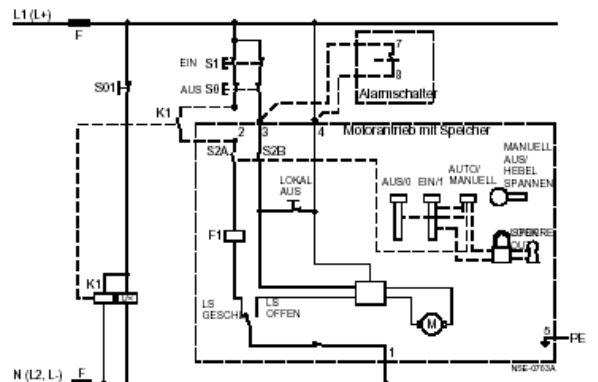 L1 (L+)
F
7
EIN S1
8
S01
AUS S0
Alarmschalter
K1
2 3 4 Motorantrieb mit Speicher
S2A S2B
MANUELL
AUS/
HEBEL
SPANNEN
AUTO/
MANUELL
AUS/0 EIN/1
LOKAL
AUS
F1
K1
LS
GESCHL
LS
OFFEN
M
5
PE
1
N (L2, L-) F
NSE-0763A